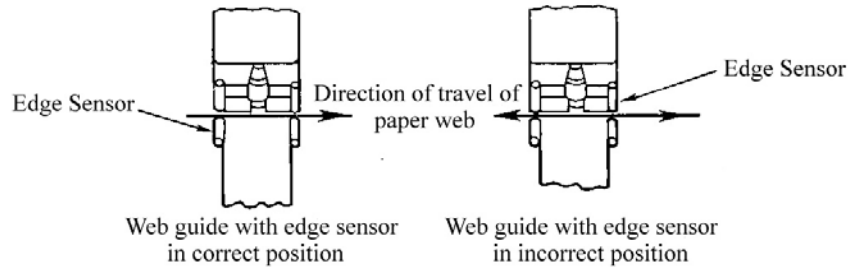 Edge Sensor
Direction of travel of
paper web
Edge Sensor
Web guide with edge sensor
in correct position
Web guide with edge sensor
in incorrect position